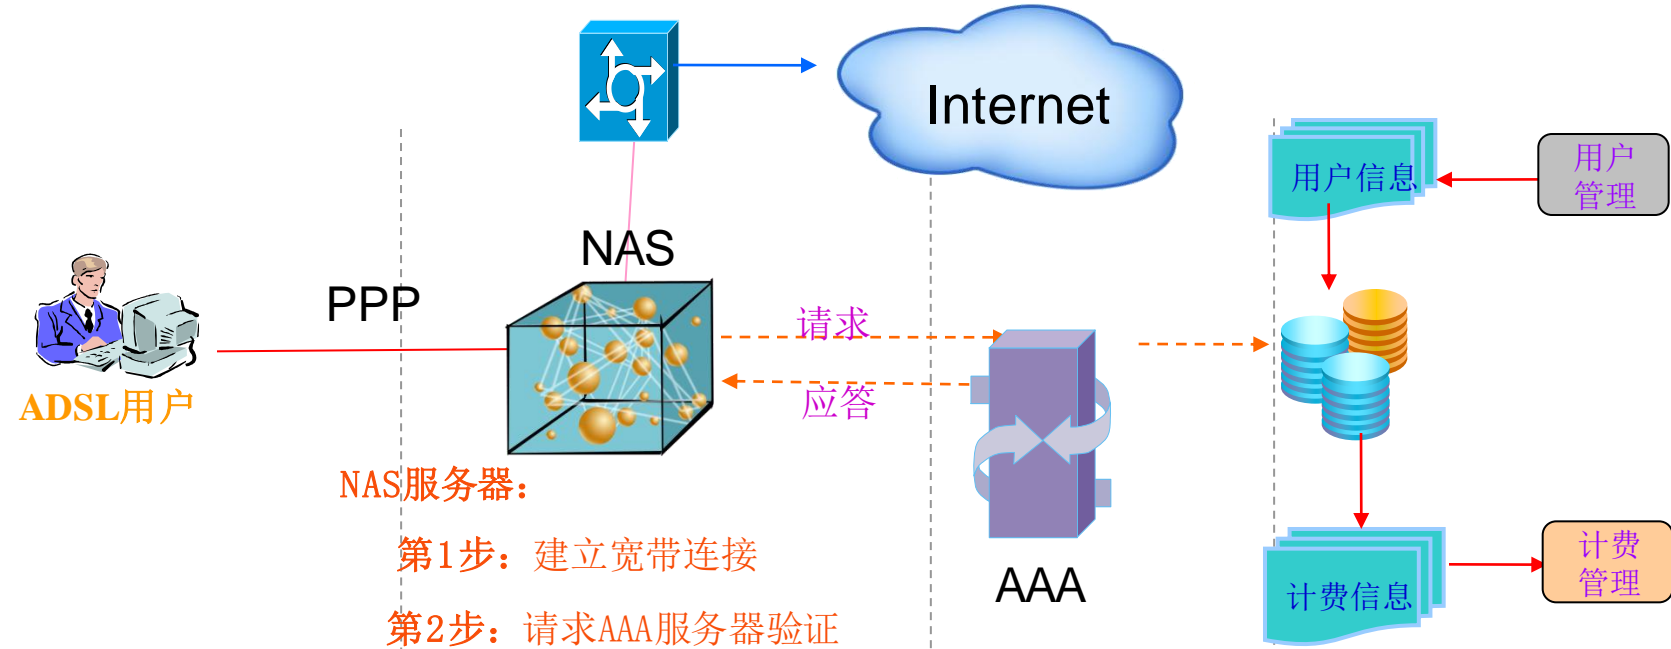 Internet
用户信息
用户
管理
NAS
PPP
请求
应答
ADSL用户
NAS服务器：
第1步：建立宽带连接
第2步：请求AAA服务器验证
AAA
计费信息
计费
管理